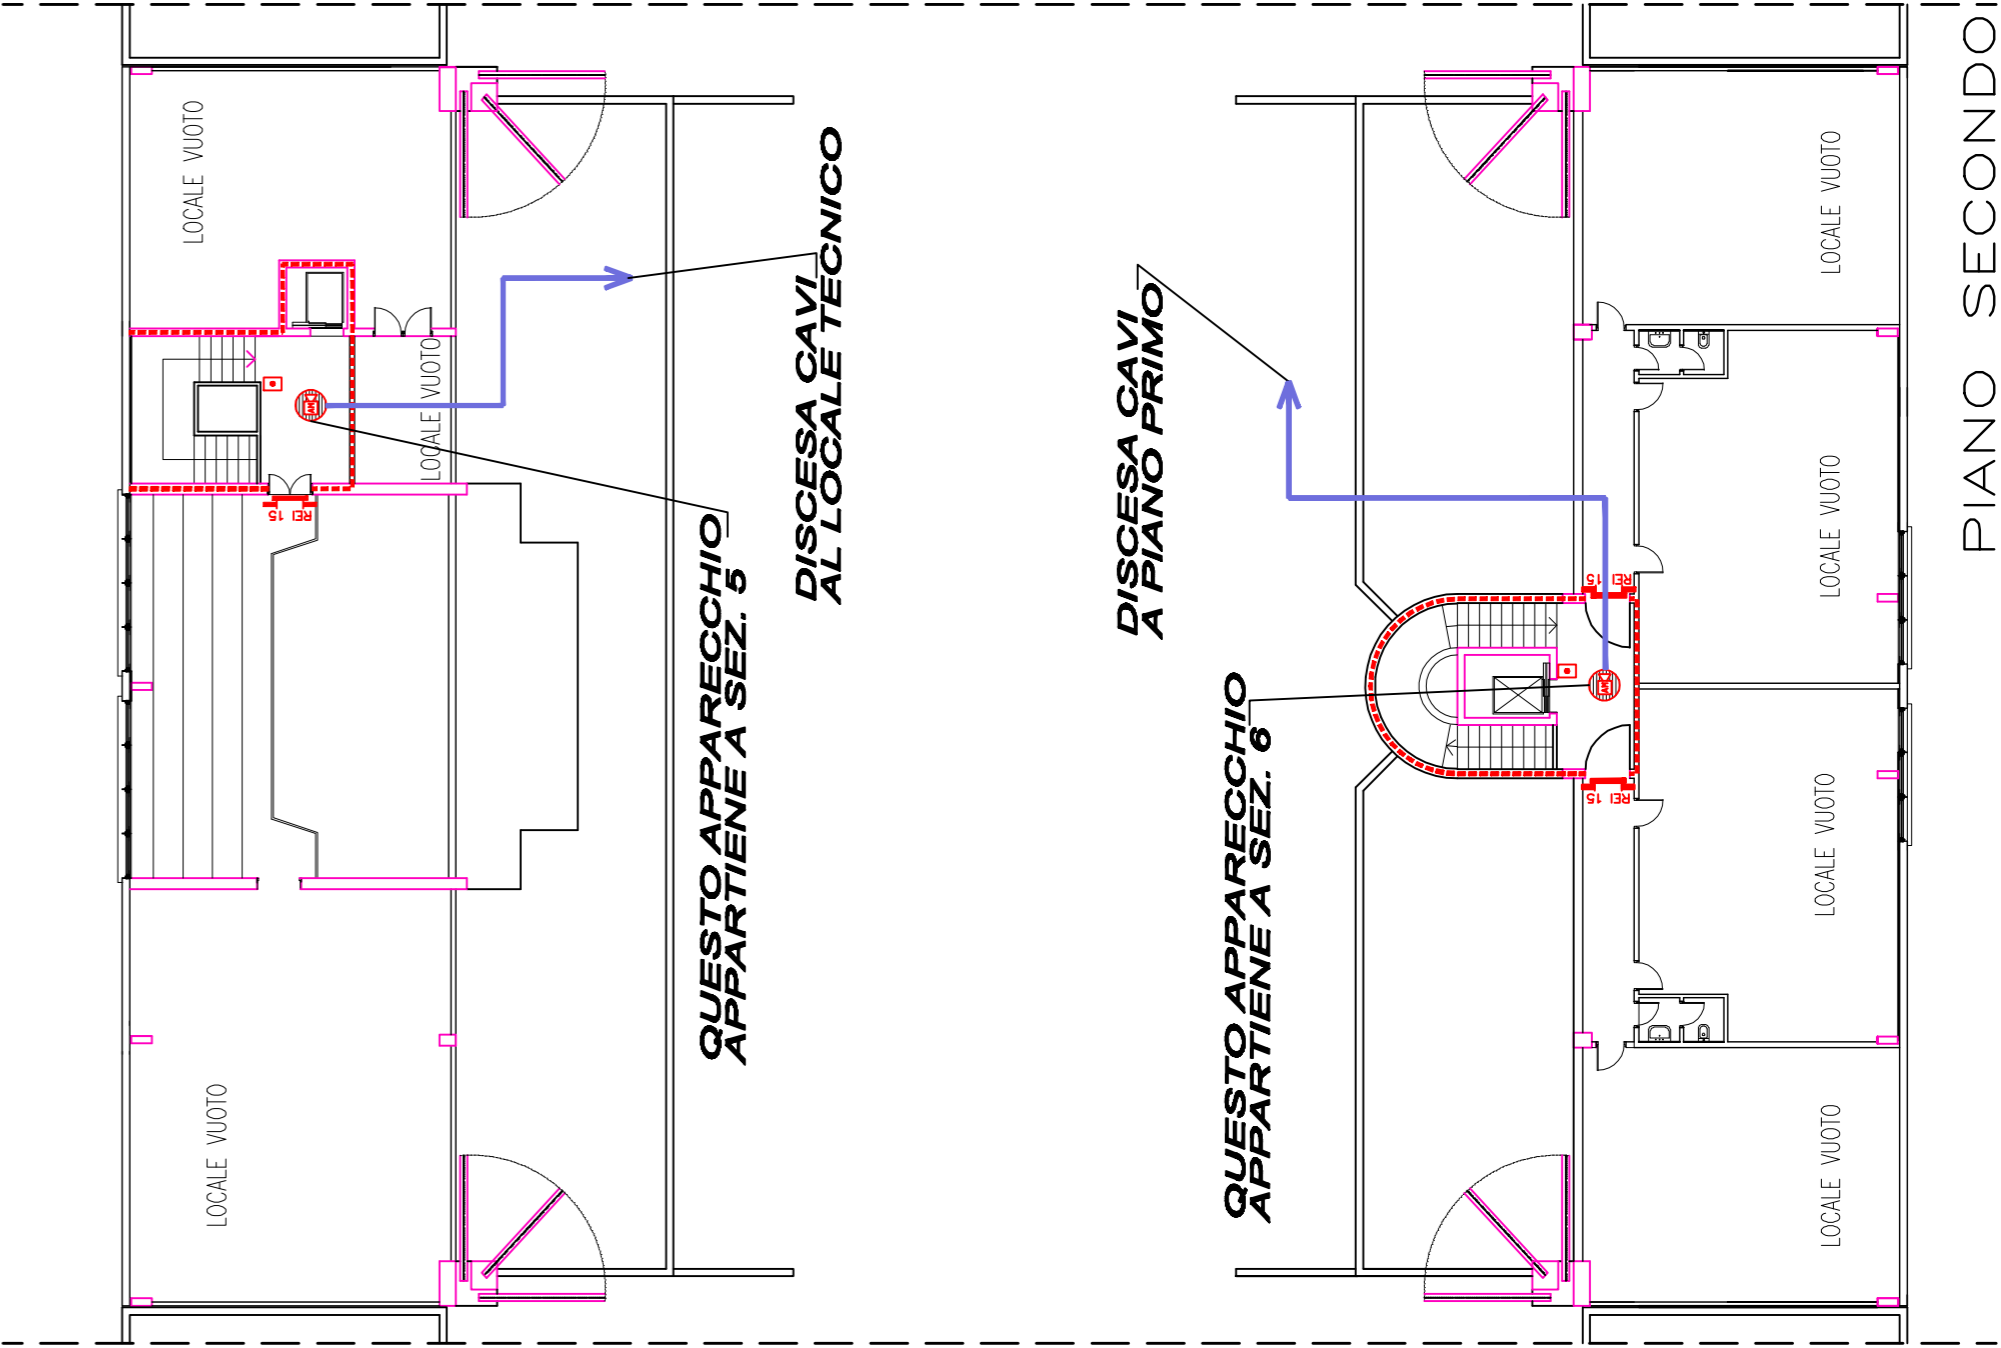 PIANO SECONDO
LOCALE VUOTO
LOCALE VUOTO
LOCALE VUOTO
DISCESA CAVI
AL LOCALE TECNICO
QUESTO APPARECCHIO
APPARTIENE A SEZ. 5
REI 15
AM
LOCALE VUOTO
DISCESA CAVI
A PIANO PRIMO
QUESTO APPARECCHIO
APPARTIENE A SEZ. 6
REI 15
AM
REI 15
LOCALE VUOTO
LOCALE VUOTO
LOCALE VUOTO